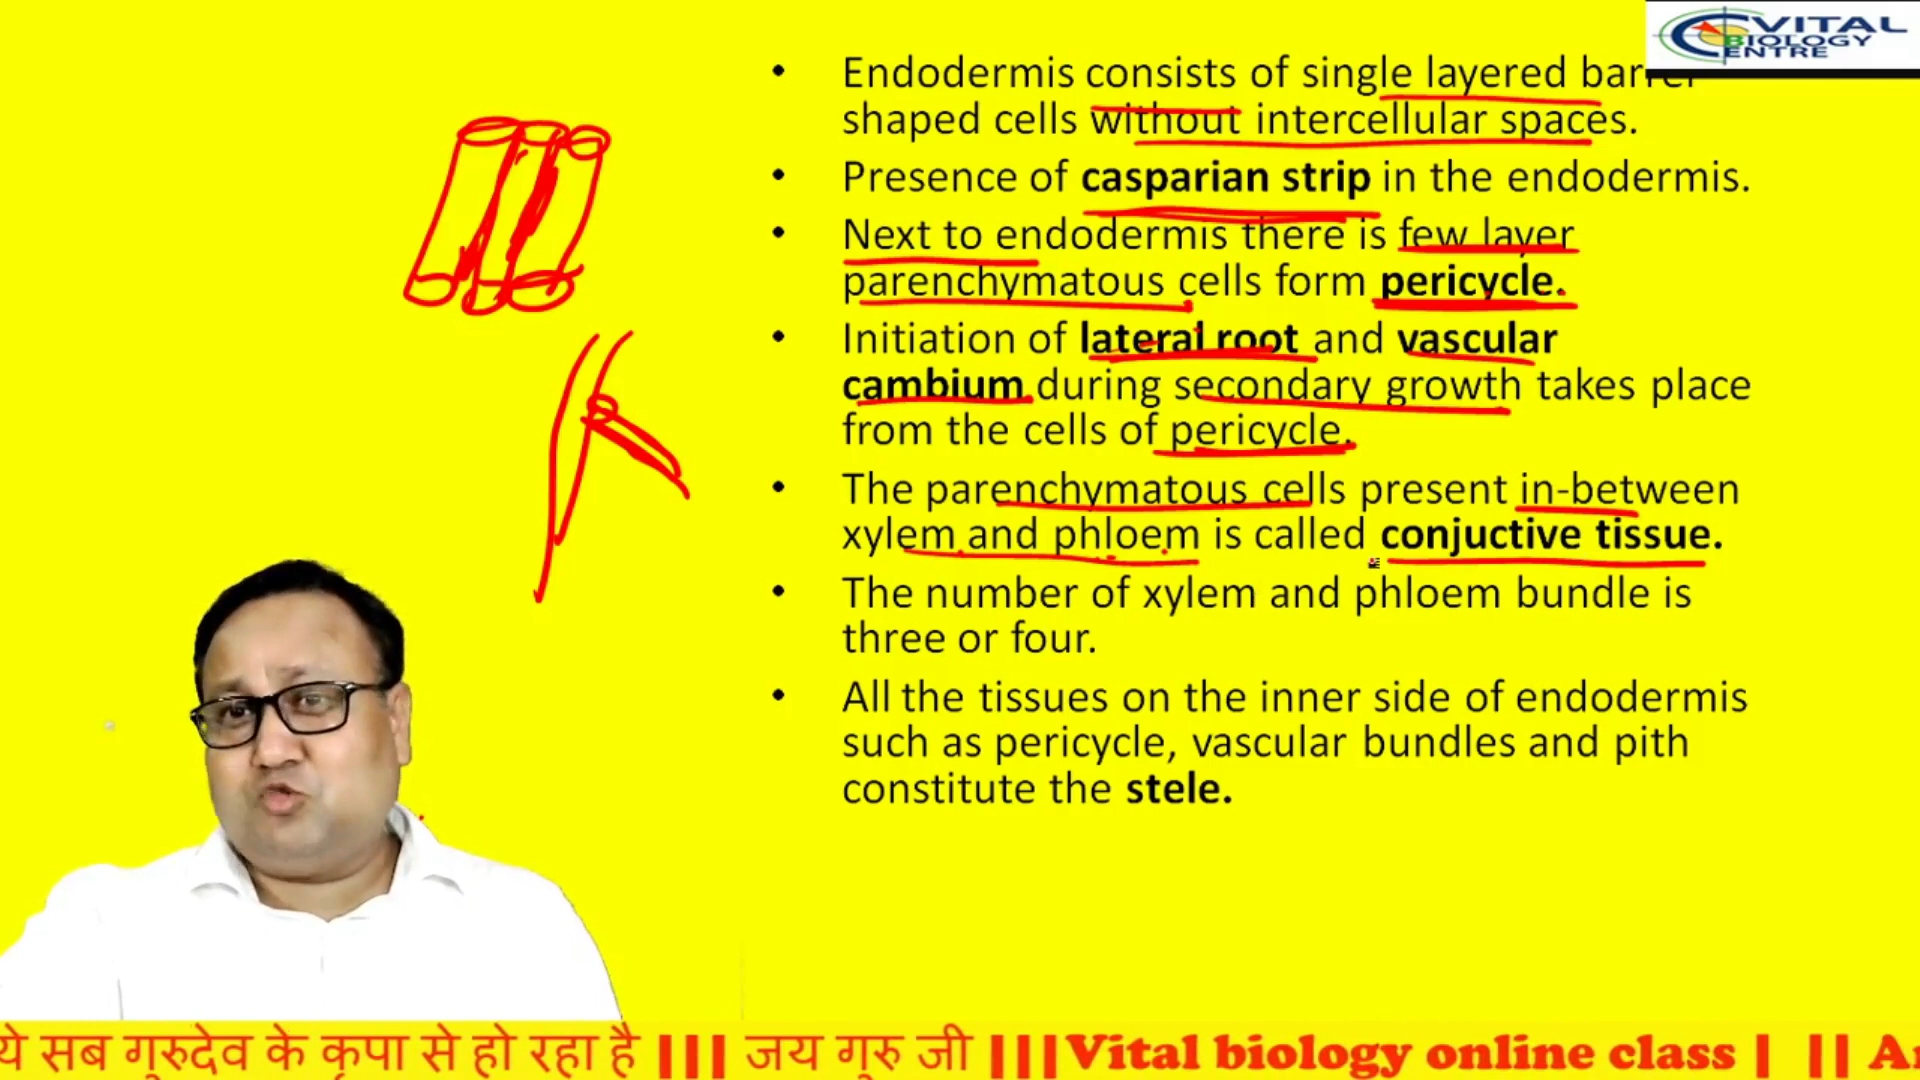 VITAL
BIOLOGY
ENTRE
• Endodermis consists of single layered barrel
shaped cells without intercellular spaces.
• Presence of casparian strip in the endodermis.
• Next to endodermis there is few layer
parenchymatous cells form pericycle.
• Initiation of lateral root and vascular
cambium during secondary growth takes place
from the cells of pericycle.
• The parenchymatous cells present in-between
xylem and phloem is called conjuctive tissue.
• The number of xylem and phloem bundle is
three or four.
• All the tissues on the inner side of endodermis
such as pericycle, vascular bundles and pith
constitute the stele.
ये सब गुरुदेव के कृपा से हो रहा है ||| जय गुरु जी |||Vital biology online class | ||